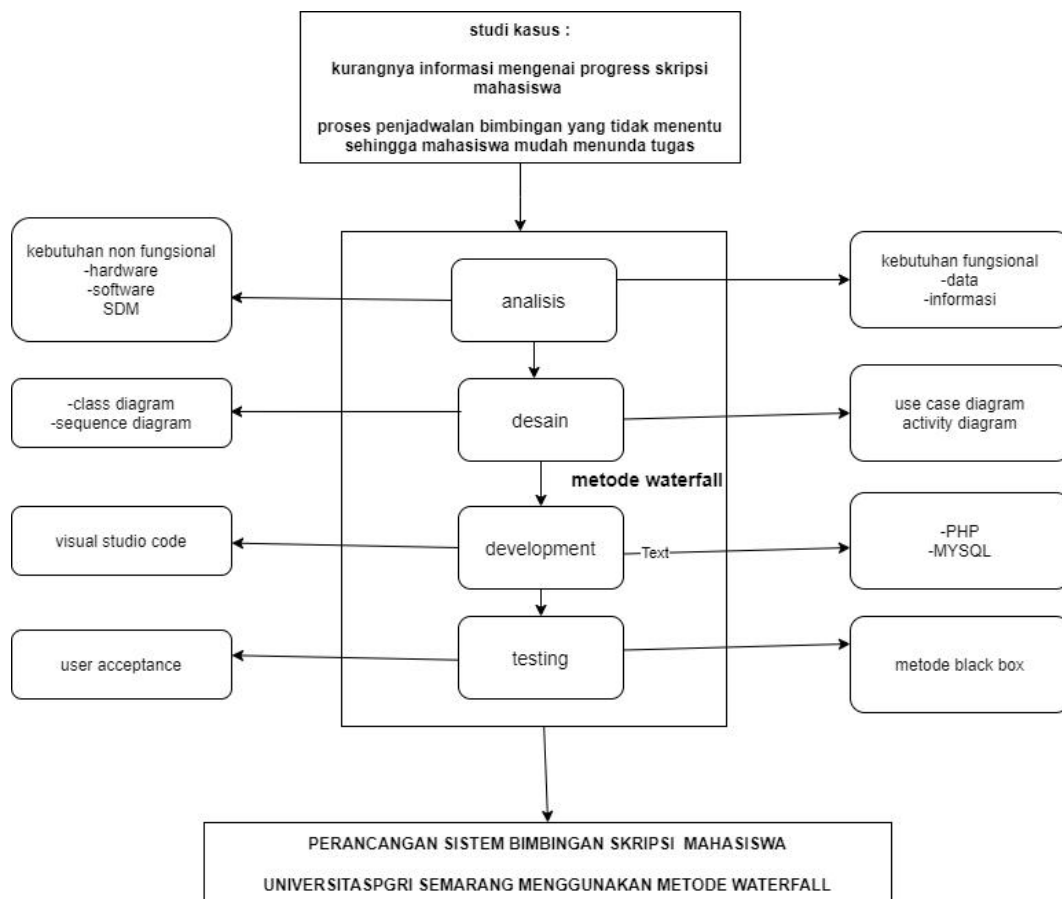 studi kasus :
kurangnya informasi mengenai progress skripsi
mahasiswa
proses penjadwalan bimbingan yang tidak menentu
sehingga mahasiswa mudah menunda tugas
kebutuhan non fungsional
-hardware
-software
SDM
analisis
kebutuhan fungsional
-data
-informasi
-class diagram
-sequence diagram
desain
use case diagram
activity diagram
metode waterfall
visual studio code
development
Text
-PHP
-MYSQL
user acceptance
testing
metode black box
PERANCANGAN SISTEM BIMBINGAN SKRIPSI MAHASISWA
UNIVERSITASPGRI SEMARANG MENGGUNAKAN METODE WATERFALL